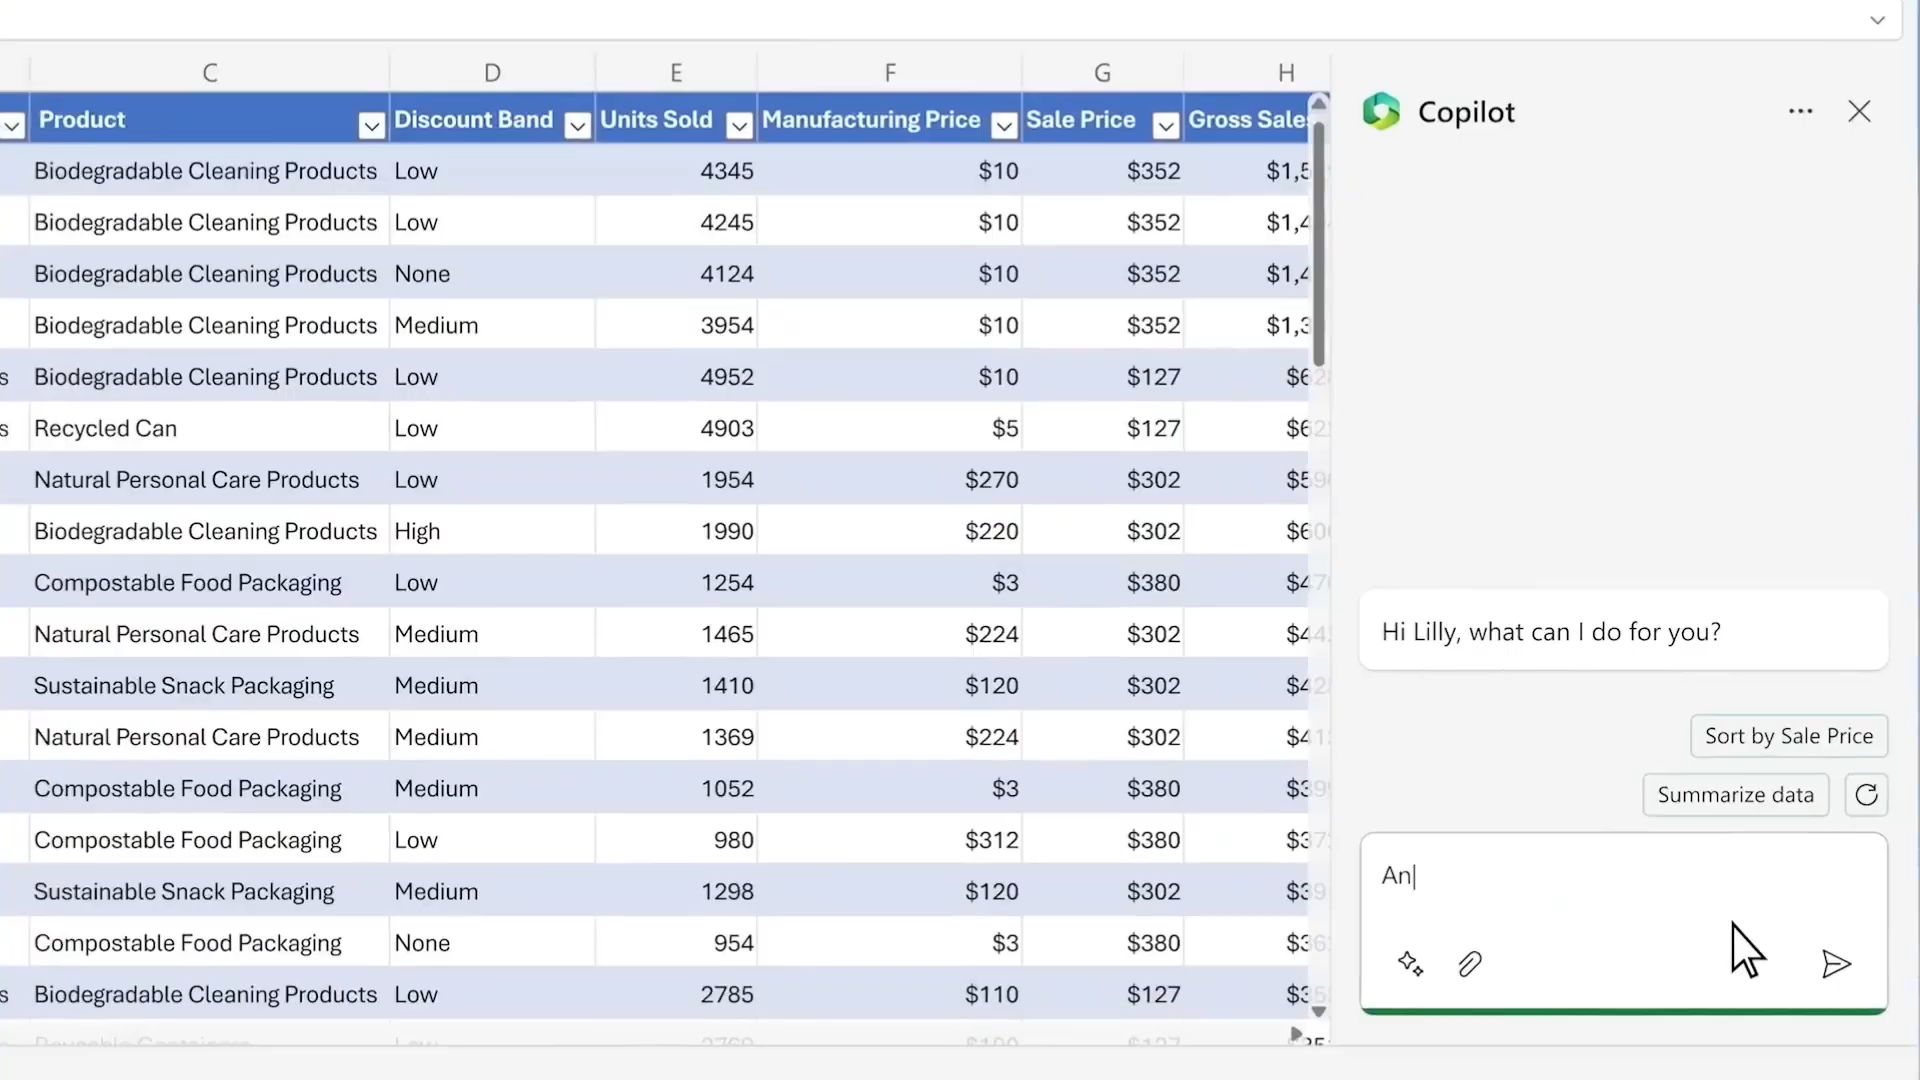 C D E F G H
Product Discount Band Units Sold Manufacturing Price Sale Price Gross Sales
Biodegradable Cleaning Products Low 4345 $10 $352 $1,5
Biodegradable Cleaning Products Low 4245 $10 $352 $1,4
Biodegradable Cleaning Products None 4124 $10 $352 $1,4
Biodegradable Cleaning Products Medium 3954 $10 $352 $1,3
s Biodegradable Cleaning Products Low 4952 $10 $127 $62
s Recycled Can Low 4903 $5 $127 $62
Natural Personal Care Products Low 1954 $270 $302 $59
Biodegradable Cleaning Products High 1990 $220 $302 $60
Compostable Food Packaging Low 1254 $3 $380 $47
Natural Personal Care Products Medium 1465 $224 $302 $44
Sustainable Snack Packaging Medium 1410 $120 $302 $42
Natural Personal Care Products Medium 1369 $224 $302 $41
Compostable Food Packaging Medium 1052 $3 $380 $39
Compostable Food Packaging Low 980 $312 $380 $37
Sustainable Snack Packaging Medium 1298 $120 $302 $39
Compostable Food Packaging None 954 $3 $380 $36
s Biodegradable Cleaning Products Low 2785 $110 $127 $35
Copilot
Hi Lilly, what can I do for you?
Sort by Sale Price
Summarize data
An